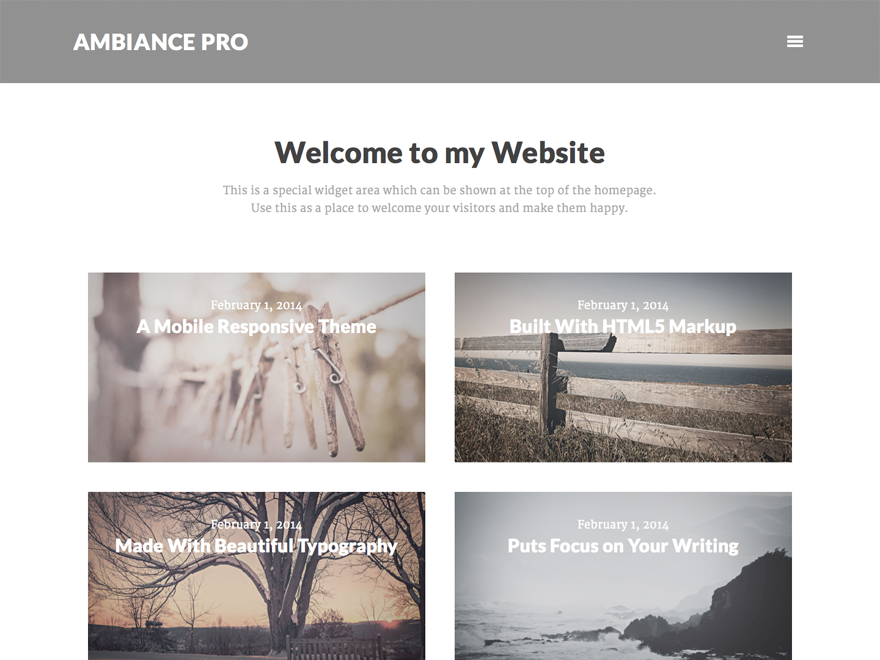 AMBIANCE PRO
Welcome to my Website
This is a special widget area which can be shown at the top of the homepage.
Use this as a place to welcome your visitors and make them happy.
February 1, 2014
A Mobile Responsive Theme
February 1, 2014
Built With HTML5 Markup
February 1, 2014
Made With Beautiful Typography
February 1, 2014
Puts Focus on Your Writing